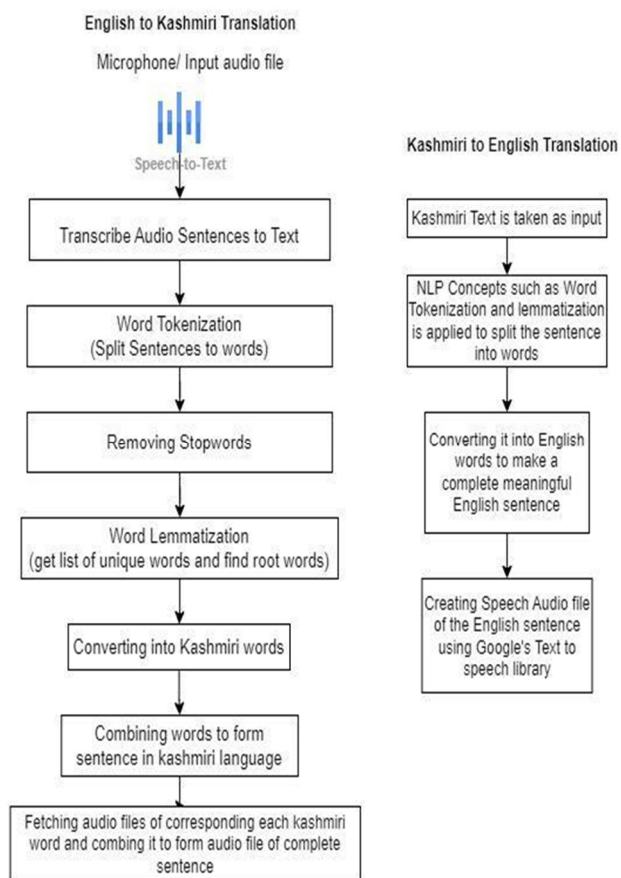 English to Kashmiri Translation
Microphone/ Input audio file
Speech-to-Text
Transcribe Audio Sentences to Text
Word Tokenization
(Split Sentences to words)
Removing Stopwords
Word Lemmatization
(get list of unique words and find root words)
Converting into Kashmiri words
Combining words to form
sentence in kashmiri language
Fetching audio files of corresponding each kashmiri
word and combing it to form audio file of complete
sentence
Kashmiri to English Translation
Kashmiri Text is taken as input
NLP Concepts such as Word
Tokenization and lemmatization
is applied to split the sentence
into words
Converting it into English
words to make a
complete meaningful
English sentence
Creating Speech Audio file
of the English sentence
using Google's Text to
speech library